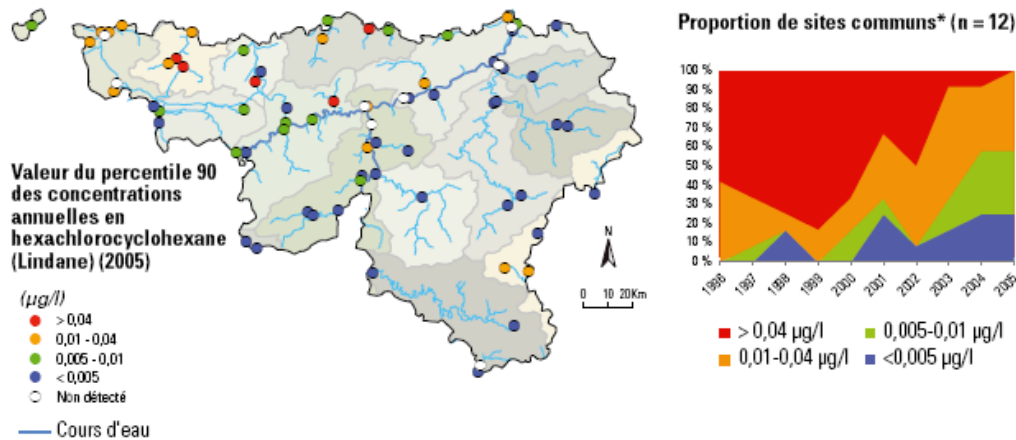 Valeur du percentile 90
des concentrations
annuelles en
hexachlorocyclohexane
(Lindane) (2005)
(µg/l)
> 0,04
0,01 - 0,04
0,005 - 0,01
< 0,005
Non détecté
Cours d'eau
N
0 10 20Km
Proportion de sites communs* (n = 12)
100 %
90 %
80 %
70 %
60 %
50 %
40 %
30 %
20 %
10 %
0 %
1996 1997 1998 1999 2000 2001 2002 2003 2004 2005
> 0,04 µg/l 0,005-0,01 µg/l
0,01-0,04 µg/l <0,005 µg/l